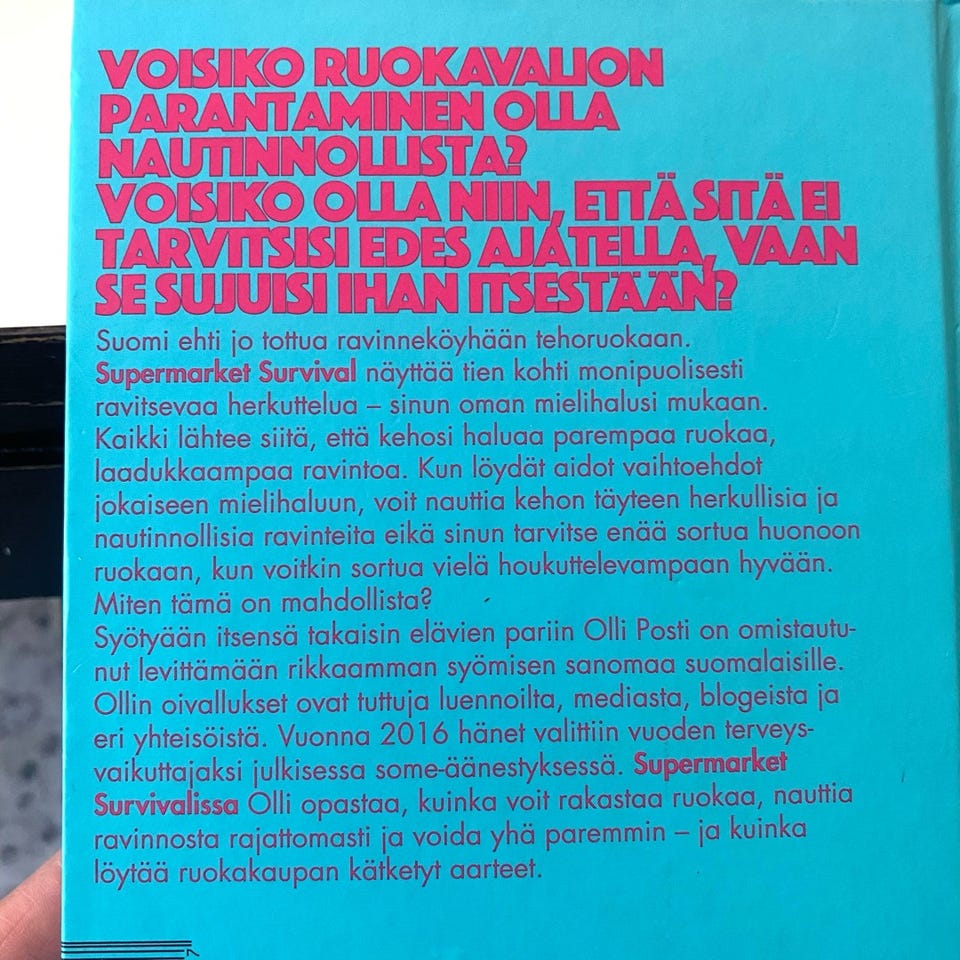 VOISIKO RUOKAVALION
PARANTAMINEN OLLA
NAUTINNOLLISTA?
VOISIKO OLLA NIIN, ETTÄ SITÄ EI
TARVITSISI EDES AJATELLA, VAAN
SE SUJUISI IHAN ITSESTÄÄN?
Suomi ehti jo tottua ravinneköyhään tehoruokaan.
Supermarket Survival näyttää tien kohti monipuolisesti
ravitsevaa herkuttelua – sinun oman mielihalusi mukaan.
Kaikki lähtee siitä, että kehosi haluaa parempaa ruokaa,
laadukkaampaa ravintoa. Kun löydät aidot vaihtoehdot
jokaiseen mielihaluun, voit nauttia kehon täyteen herkullisia ja
nautinnollisia ravinteita eikä sinun tarvitse enää sortua huonoon
ruokaan, kun voitkin sortua vielä houkuttelevampaan hyvään.
Miten tämä on mahdollista?
Syötyään itsensä takaisin elävien pariin Olli Posti on omistautu-
nut levittämään rikkaamman syömisen sanomaa suomalaisille.
Ollin oivallukset ovat tuttuja luennoilta, mediasta, blogeista ja
eri yhteisöistä. Vuonna 2016 hänet valittiin vuoden terveys-
vaikuttajaksi julkisessa some-äänestyksessä. Supermarket
Survivalissa Olli opastaa, kuinka voit rakastaa ruokaa, nauttia
ravinnosta rajattomasti ja voida yhä paremmin – ja kuinka
löytää ruokakaupan kätketyt aarteet.